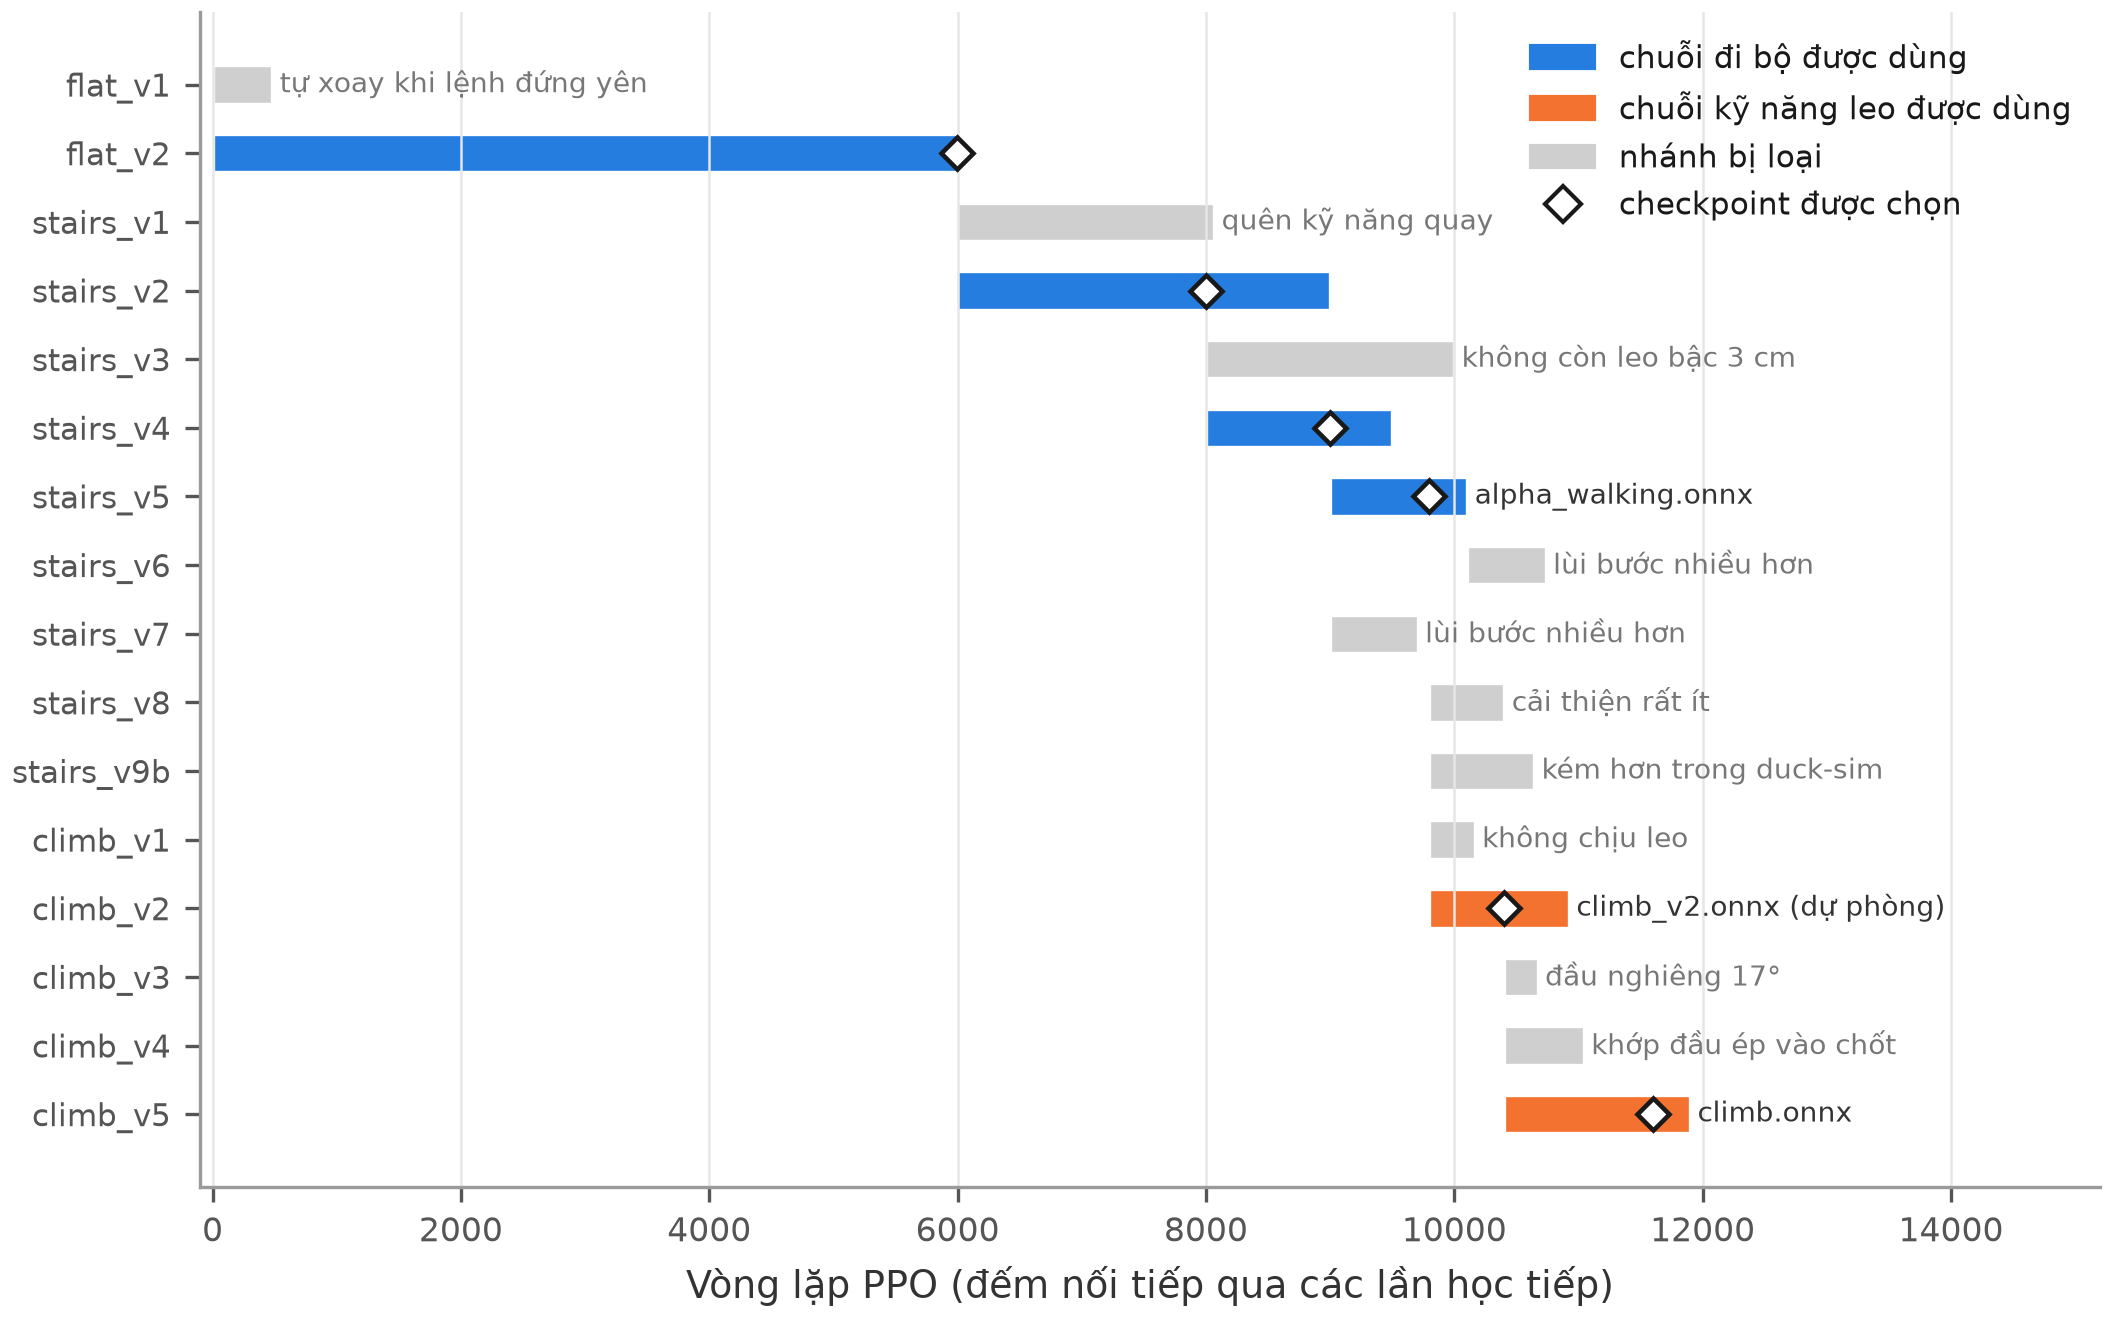 chuỗi đi bộ được dùng
chuỗi kỹ năng leo được dùng
nhánh bị loại
checkpoint được chọn
flat_v1 tự xoay khi lệnh đứng yên
flat_v2
stairs_v1 quên kỹ năng quay
stairs_v2
stairs_v3 không còn leo bậc 3 cm
stairs_v4
stairs_v5 alpha_walking.onnx
stairs_v6 lùi bước nhiều hơn
stairs_v7 lùi bước nhiều hơn
stairs_v8 cải thiện rất ít
stairs_v9b kém hơn trong duck-sim
climb_v1 không chịu leo
climb_v2 climb_v2.onnx (dự phòng)
climb_v3 đầu nghiêng 17°
climb_v4 khớp đầu ép vào chốt
climb_v5 climb.onnx
0 2000 4000 6000 8000 10000 12000 14000
Vòng lặp PPO (đếm nối tiếp qua các lần học tiếp)